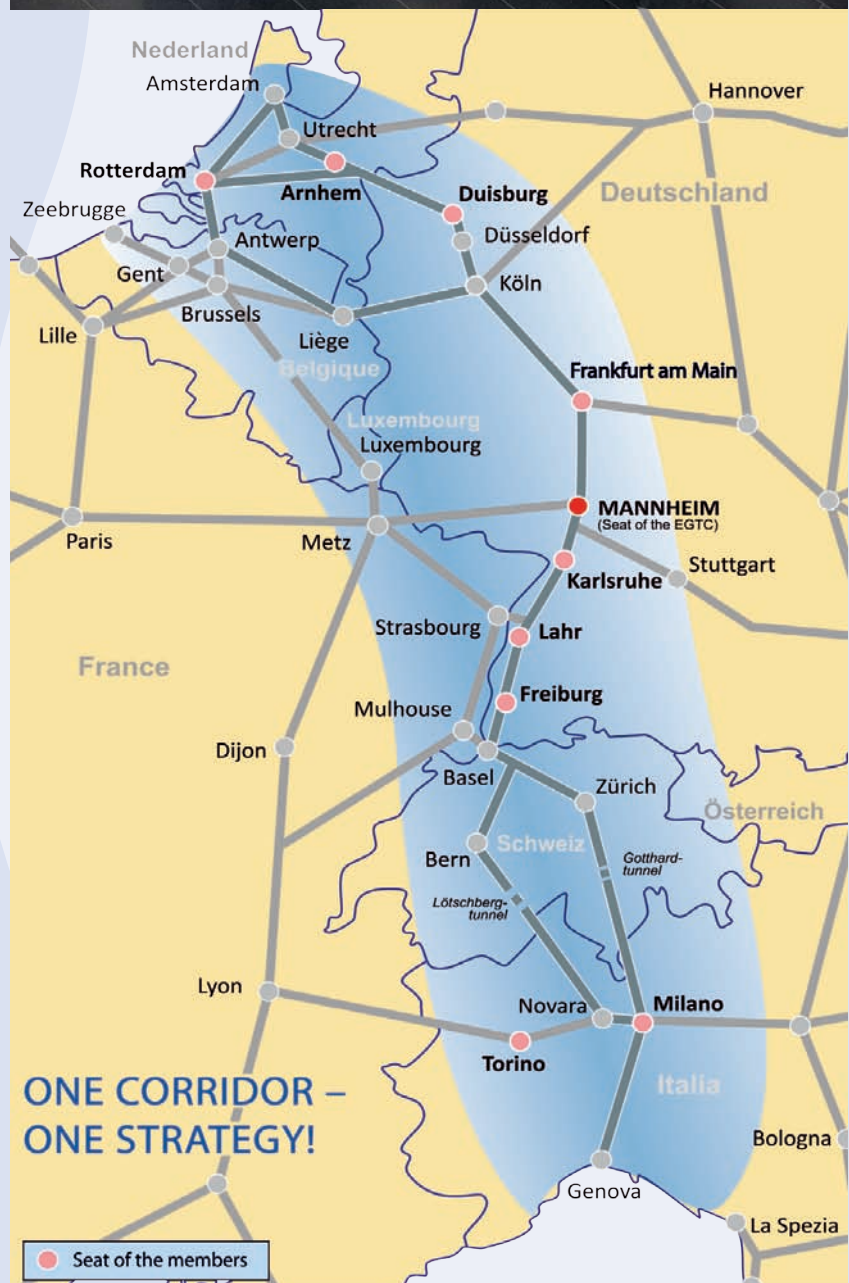 Nederland
Amsterdam
Hannover
Utrecht
Rotterdam
Arnhem
Duisburg
Deutschland
Zeebrugge
Antwerp
Düsseldorf
Gent
Köln
Brussels
Lille
Liège
Belgique
Frankfurt am Main
Luxembourg
Luxembourg
MANNHEIM
(Seat of the EGTC)
Paris
Metz
Stuttgart
Karlsruhe
Strasbourg
Lahr
France
Freiburg
Mulhouse
Dijon
Basel
Zürich
Österreich
Bern
Schweiz
Gotthard-
tunnel
Lötschberg-
tunnel
Lyon
Novara
Milano
Torino
Italia
ONE CORRIDOR –
ONE STRATEGY!
Bologna
Genova
La Spezia
Seat of the members